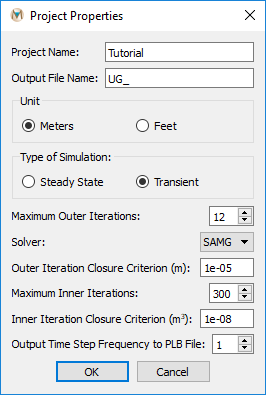 Project Properties
Project Name: Tutorial
Output File Name: UG_
Unit
Meters Feet
Type of Simulation:
Steady State Transient
Maximum Outer Iterations: 12
Solver: SAMG
Outer Iteration Closure Criterion (m): 1e-05
Maximum Inner Iterations: 300
Inner Iteration Closure Criterion (m³): 1e-08
Output Time Step Frequency to PLB File: 1
OK Cancel